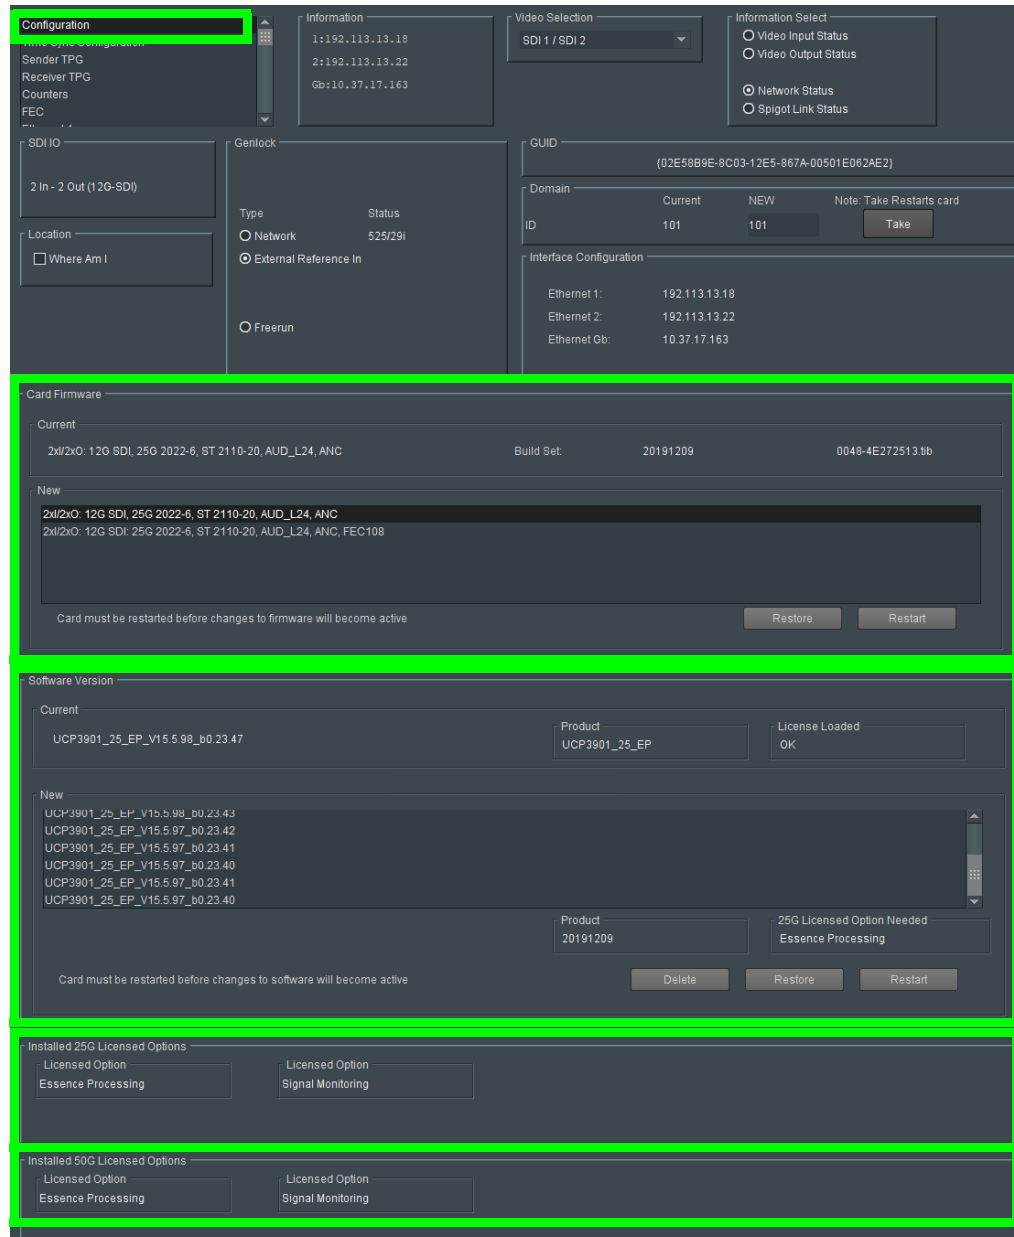 Configuration
Time Sync Configuration
Sender TPG
Receiver TPG
Counters
FEC
Information
1:192.113.13.18
2:192.113.13.22
Gb:10.37.17.163
Video Selection
SDI 1 / SDI 2
Information Select
Video Input Status
Video Output Status
Network Status
Spigot Link Status
SDI IO
2 In - 2 Out (12G-SDI)
Location
Where Am I
Genlock
Type Status
Network 525/29i
External Reference In
Freerun
GUID
{02E58B9E-8C03-12E5-867A-00501E062AE2}
Domain
Current NEW Note: Take Restarts card
ID 101 101 Take
Interface Configuration
Ethernet 1: 192.113.13.18
Ethernet 2: 192.113.13.22
Ethernet Gb: 10.37.17.163
Card Firmware
Current
2xI/2xO: 12G SDI, 25G 2022-6, ST 2110-20, AUD_L24, ANC Build Set: 20191209 0048-4E272513.tib
New
2xI/2xO: 12G SDI, 25G 2022-6, ST 2110-20, AUD_L24, ANC
2xI/2xO: 12G SDI: 25G 2022-6, ST 2110-20, AUD_L24, ANC, FEC108
Card must be restarted before changes to firmware will become active Restore Restart
Software Version
Current
UCP3901_25_EP_V15.5.98_b0.23.47
Product
UCP3901_25_EP
License Loaded
OK
New
UCP3901_25_EP_V15.5.98_b0.23.43
UCP3901_25_EP_V15.5.97_b0.23.42
UCP3901_25_EP_V15.5.97_b0.23.41
UCP3901_25_EP_V15.5.97_b0.23.40
UCP3901_25_EP_V15.5.97_b0.23.41
UCP3901_25_EP_V15.5.97_b0.23.40
Product
20191209
25G Licensed Option Needed
Essence Processing
Card must be restarted before changes to software will become active Delete Restore Restart
Installed 25G Licensed Options
Licensed Option
Essence Processing
Licensed Option
Signal Monitoring
Installed 50G Licensed Options
Licensed Option
Essence Processing
Licensed Option
Signal Monitoring